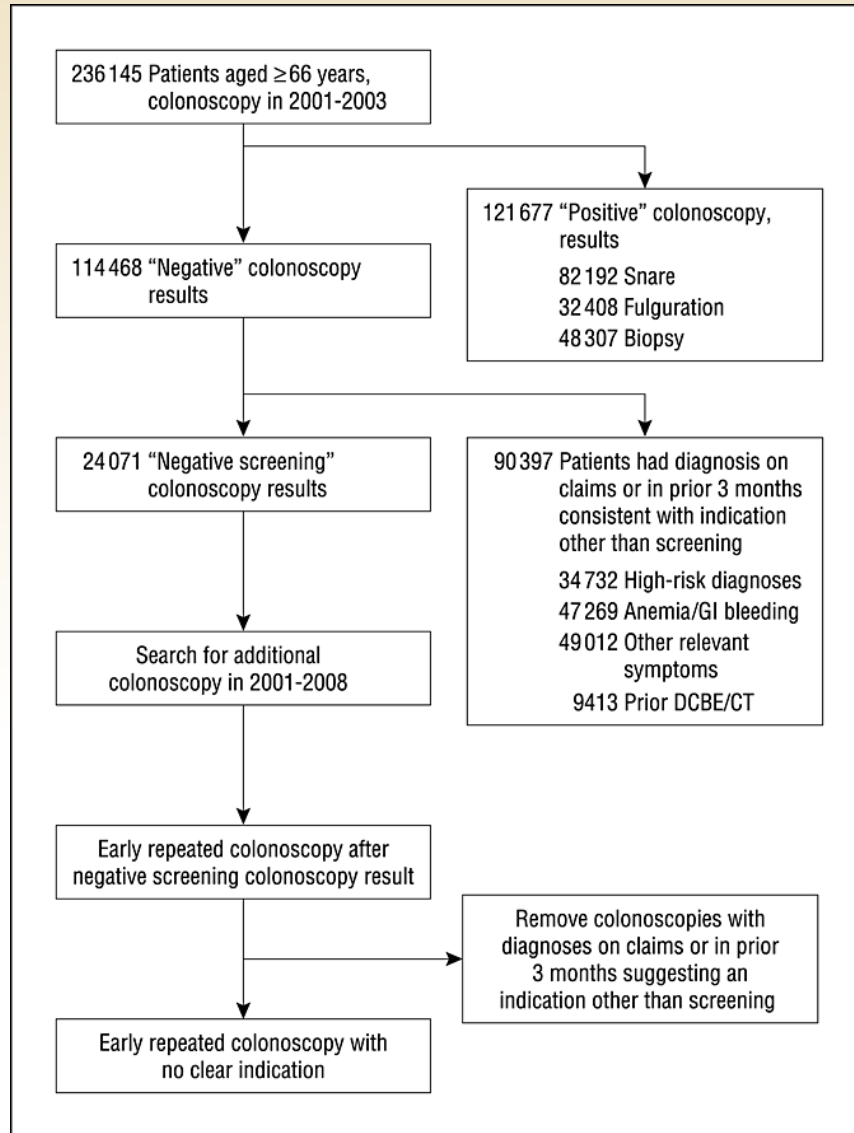 236 145 Patients aged ≥66 years,
colonoscopy in 2001-2003
121 677 “Positive” colonoscopy,
results
82 192 Snare
32 408 Fulguration
48 307 Biopsy
114 468 “Negative” colonoscopy
results
24 071 “Negative screening”
colonoscopy results
90 397 Patients had diagnosis on
claims or in prior 3 months
consistent with indication
other than screening
34 732 High-risk diagnoses
47 269 Anemia/GI bleeding
49 012 Other relevant
symptoms
9413 Prior DCBE/CT
Search for additional
colonoscopy in 2001-2008
Early repeated colonoscopy after
negative screening colonoscopy result
Remove colonoscopies with
diagnoses on claims or in prior
3 months suggesting an
indication other than screening
Early repeated colonoscopy with
no clear indication